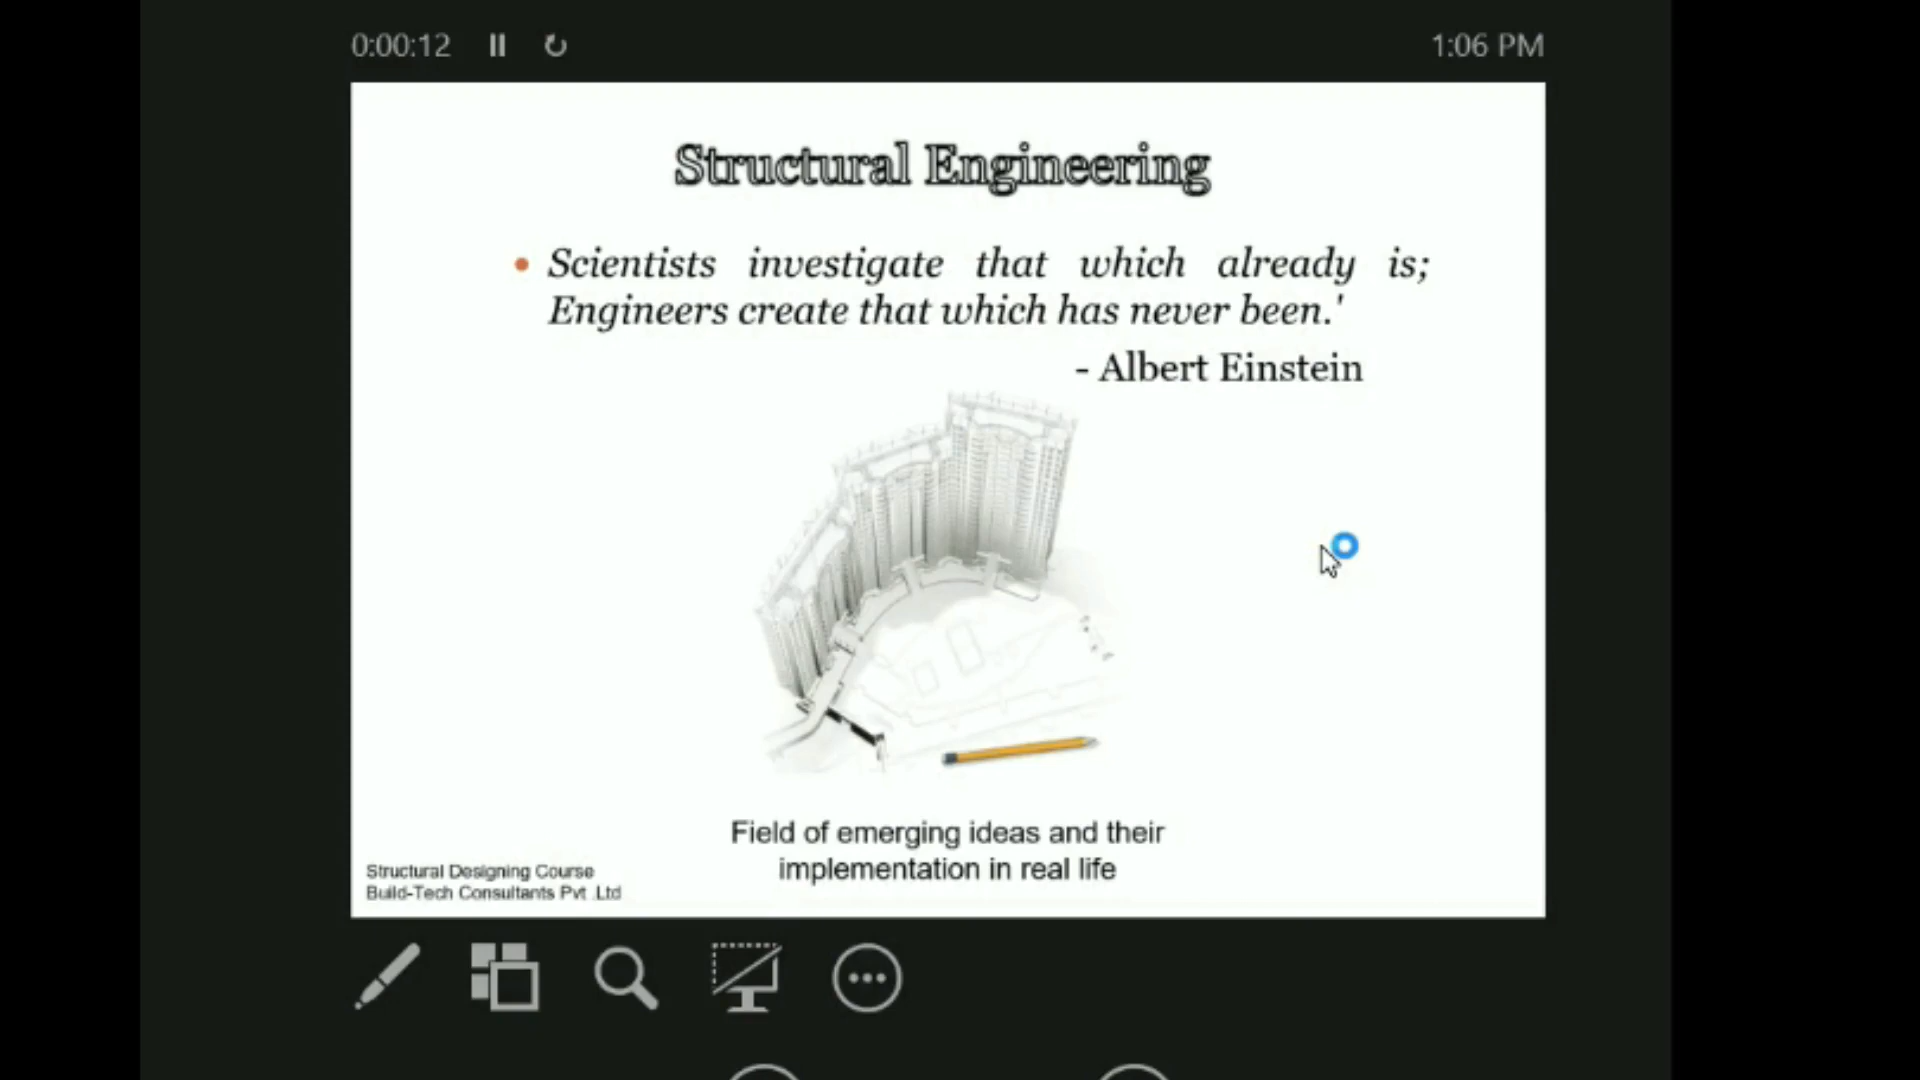 0:00:12
1:06 PM
Structural Engineering
• Scientists investigate that which already is;
Engineers create that which has never been.'
- Albert Einstein
Field of emerging ideas and their
implementation in real life
Structural Designing Course
Build-Tech Consultants Pvt .Ltd